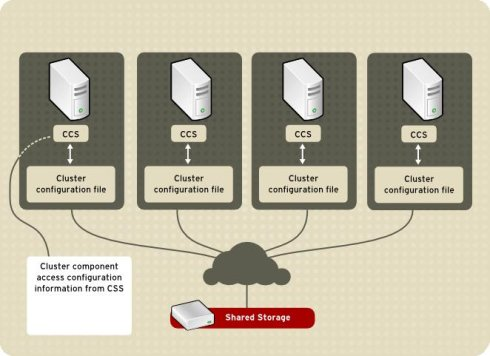 CCS
CCS
CCS
CCS
Cluster
configuration file
Cluster
configuration file
Cluster
configuration file
Cluster
configuration file
Cluster component
access configuration
information from CSS
Shared Storage